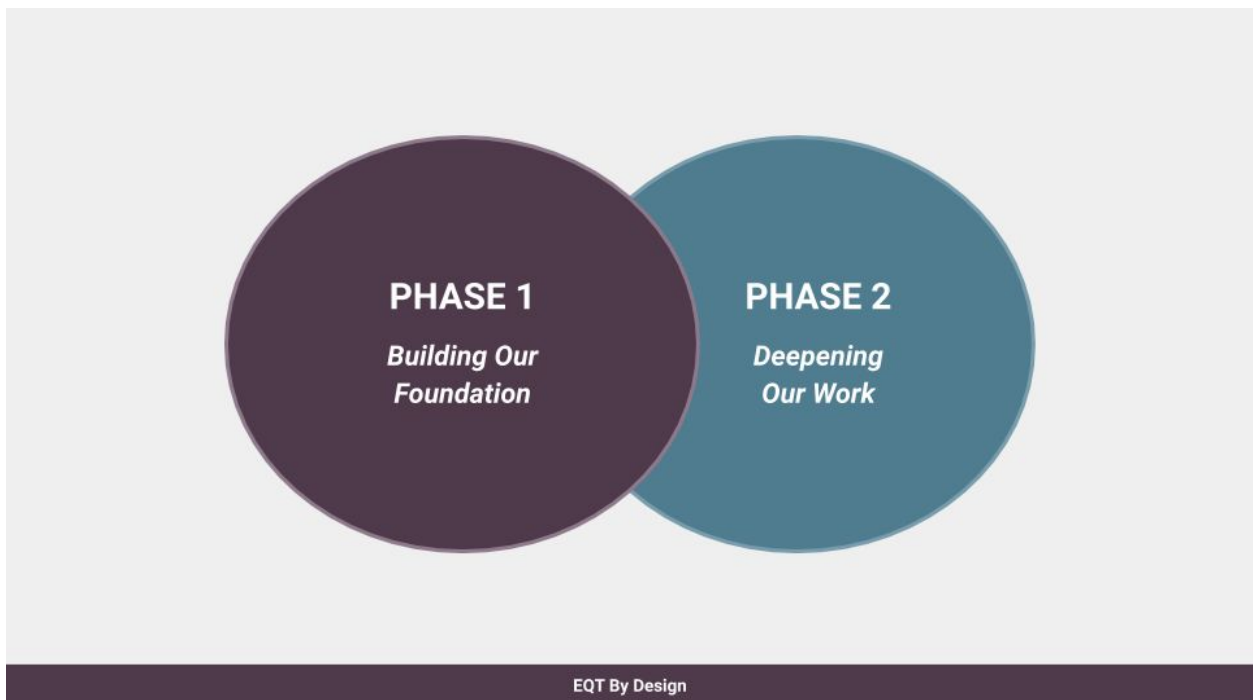 PHASE 1
Building Our
Foundation
PHASE 2
Deepening
Our Work
EQT By Design